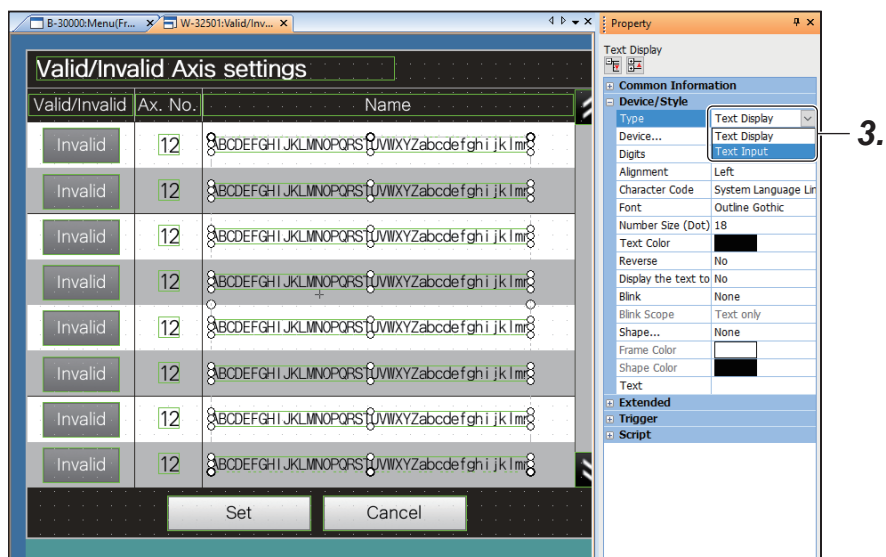 B-30000:Menu(Fr... W-32501:Valid/Inv...
Property
Text Display
Common Information
Device/Style
Type Text Display
Text Display
Text Input
3.
Device...
Digits
Alignment Left
Character Code System Language Lin
Font Outline Gothic
Number Size (Dot) 18
Text Color
Reverse No
Display the text to No
Blink None
Blink Scope Text only
Shape... None
Frame Color
Shape Color
Text
Extended
Trigger
Script
Valid/Invalid Axis settings
Valid/Invalid Ax. No. Name
Invalid 12 ABCDEFGHIJKLMNOPQRSTUVWXYZabcdefghijklmn
Invalid 12 ABCDEFGHIJKLMNOPQRSTUVWXYZabcdefghijklmn
Invalid 12 ABCDEFGHIJKLMNOPQRSTUVWXYZabcdefghijklmn
Invalid 12 ABCDEFGHIJKLMNOPQRSTUVWXYZabcdefghijklmn
Invalid 12 ABCDEFGHIJKLMNOPQRSTUVWXYZabcdefghijklmn
Invalid 12 ABCDEFGHIJKLMNOPQRSTUVWXYZabcdefghijklmn
Invalid 12 ABCDEFGHIJKLMNOPQRSTUVWXYZabcdefghijklmn
Invalid 12 ABCDEFGHIJKLMNOPQRSTUVWXYZabcdefghijklmn
Set Cancel